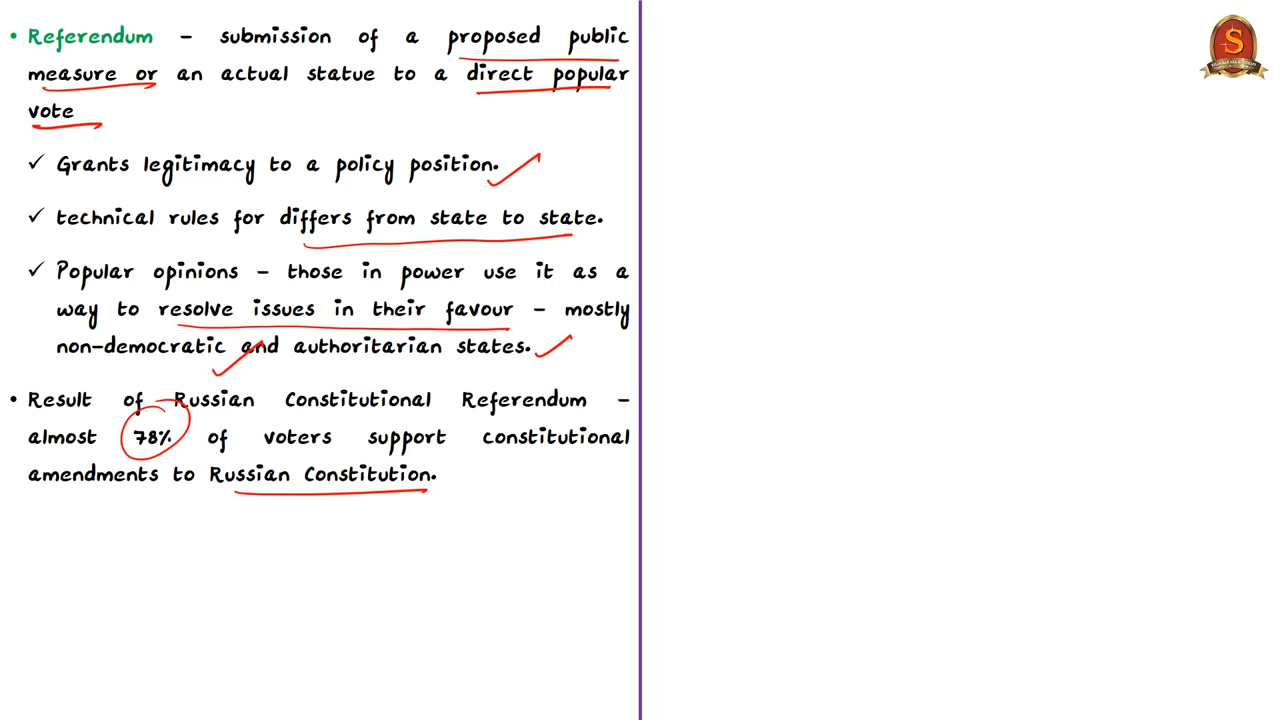 • Referendum – submission of a proposed public
measure or an actual statue to a direct popular
vote
✓ Grants legitimacy to a policy position.
✓ technical rules for differs from state to state.
✓ Popular opinions – those in power use it as a
way to resolve issues in their favour – mostly
non-democratic and authoritarian states.
• Result of Russian Constitutional Referendum –
almost 78% of voters support constitutional
amendments to Russian Constitution.
S